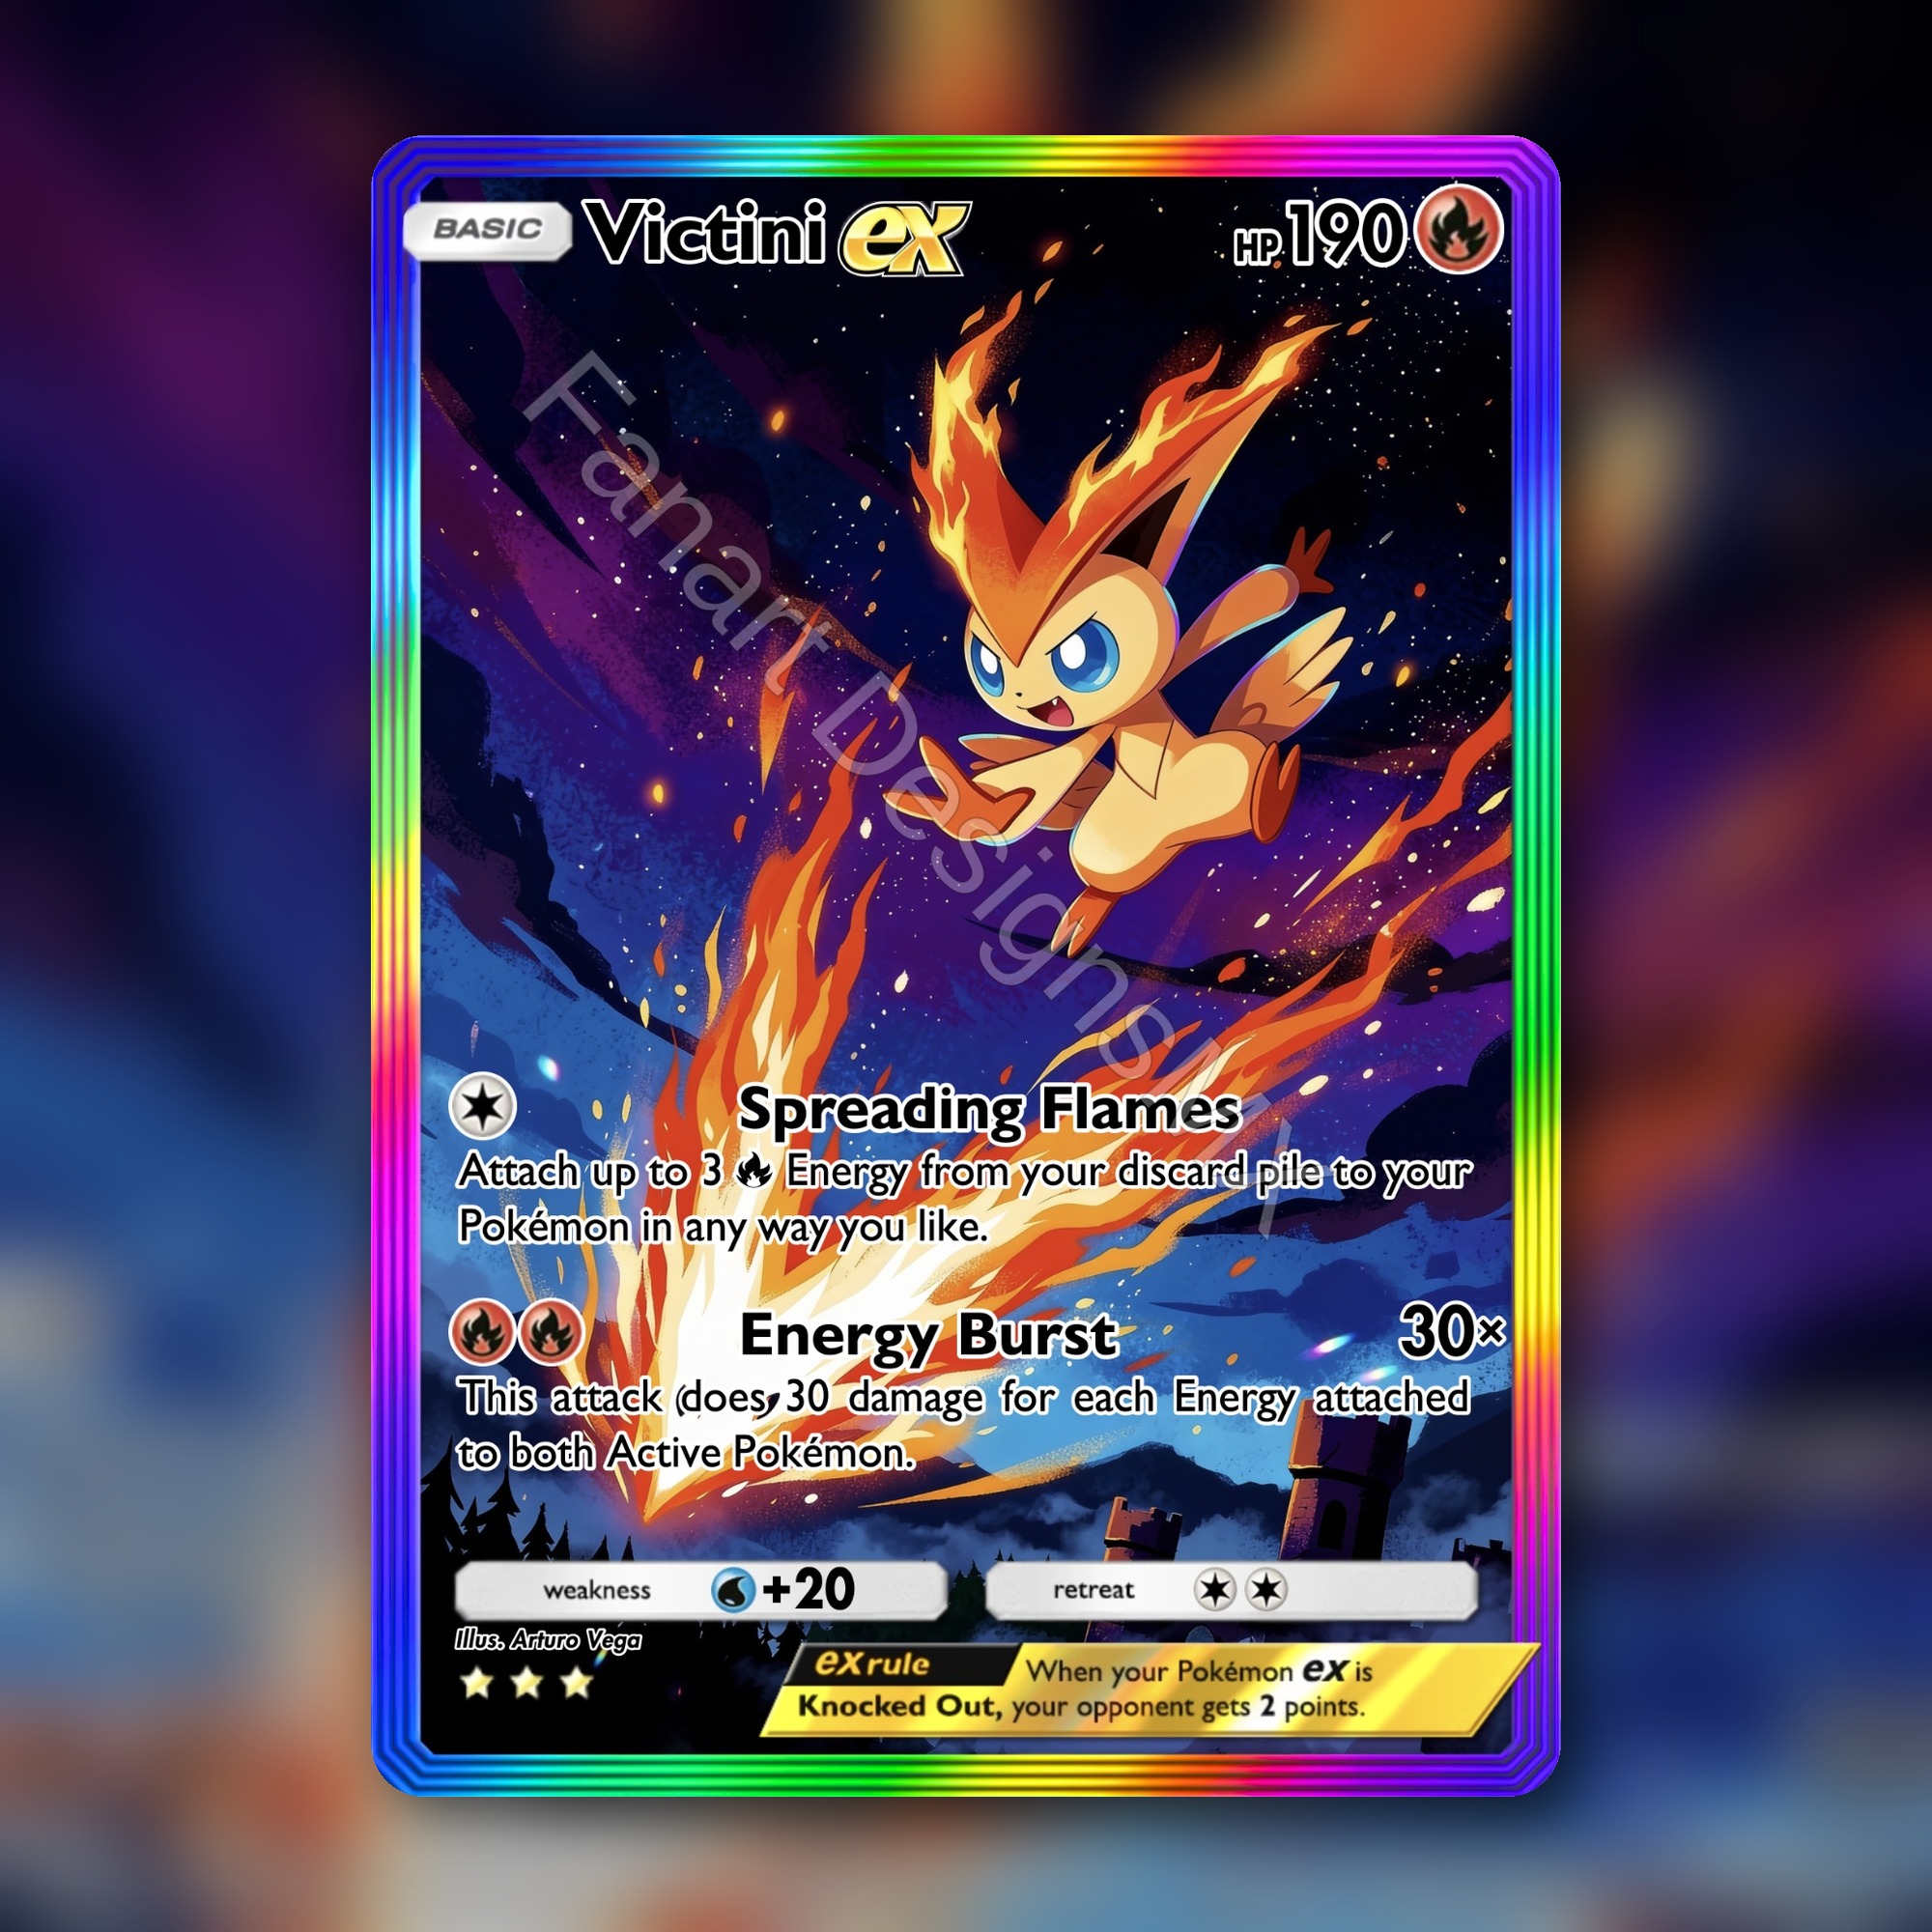 BASIC Victini ex HP 190
Fanart DesignsMX
Spreading Flames
Attach up to 3 Energy from your discard pile to your
Pokémon in any way you like.
Energy Burst 30×
This attack does 30 damage for each Energy attached
to both Active Pokémon.
weakness +20 retreat
Illus. Arturo Vega
ex rule When your Pokémon ex is
Knocked Out, your opponent gets 2 points.